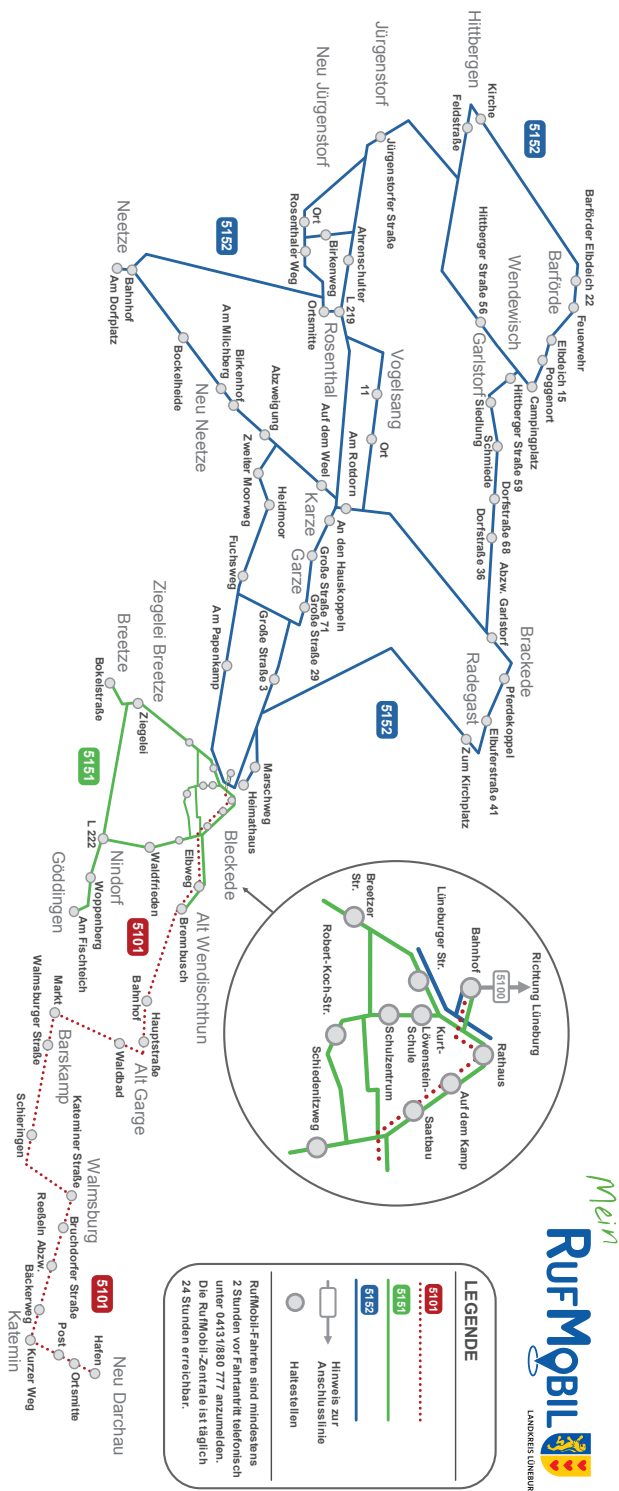 Mein
RUFMOBIL
LANDKREIS LÜNEBUR
Hittbergen
Kirche
Feldstraße
5152
Barförder Elbdeich 22
Feuerwehr
Barförde
Elbdeich 15
Poggenort
Campingplatz
Wendewisch
Hittberger Straße 56
Hittberger Straße 59
Garlstorf
Siedlung
Schmiede
Dorfstraße 68
Dorfstraße 36
Abzw. Garlstorf
Brackede
Pferdekoppel
Elbuferstraße 41
Radegast
Zum Kirchplatz
5152
Jürgenstorf
Jürgenstorfer Straße
Neu Jürgenstorf
Ort
Rosenthaler Weg
Birkenweg
Ahrenschulter
L 219
Ortsmitte
Rosenthal
Vogelsang
11
Ort
Am Rotdorn
Auf dem Weel
Karze
An den Hauskoppeln
Garze
Große Straße 71
Große Straße 29
Große Straße 3
5152
Neetze
Bahnhof
Am Dorfplatz
Bockelheide
Neu Neetze
Am Milchberg
Birkenhof
Abzweigung
Zweiter Moorweg
Heidmoor
Fuchsweg
Am Papenkamp
Marschweg
Heimathaus
Bleckede
Ziegelei Breetze
Breetze
Bokelstraße
Ziegelei
5151
L 222
Nindorf
Waldfrieden
Woppenberg
Göddingen
Am Fischteich
Elbweg
Brennbusch
Alt Wendischthun
5101
Bahnhof
Hauptstraße
Alt Garge
Waldbad
Markt
Walmsburger Straße
Barskamp
Schieringen
Kateminer Straße
Walmsburg
Bruchdorfer Straße
Reeßeln Abzw.
Bäckerweg
Katemin
5101
Kurzer Weg
Post
Ortsmitte
Hafen
Neu Darchau
Richtung Lüneburg
5100
Bahnhof
Lüneburger Str.
Breetzer
Str.
Rathaus
Kurt-
Löwenstein-
Schule
Auf dem Kamp
Saatbau
Schulzentrum
Robert-Koch-Str.
Schiedenitzweg
LEGENDE
5101
5151
5152
Hinweis zur
Anschlusslinie
Haltestellen
RufMobil-Fahrten sind mindestens
2 Stunden vor Fahrtantritt telefonisch
unter 04131/880 777 anzumelden.
Die RufMobil-Zentrale ist täglich
24 Stunden erreichbar.